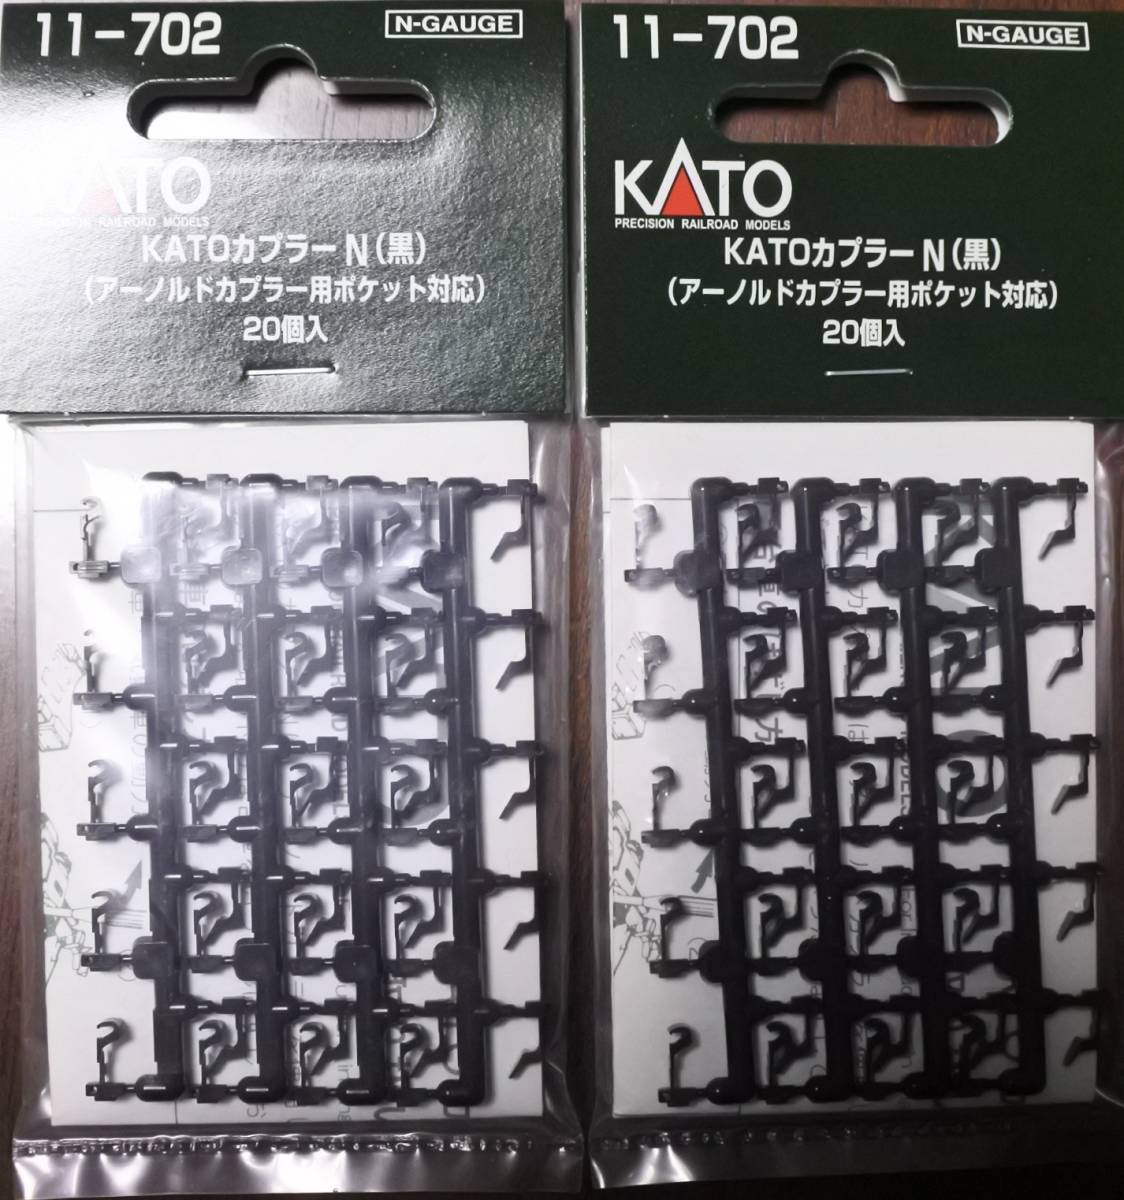 11-702
N-GAUGE
KATO
PRECISION RAILROAD MODELS
KATOカプラーN(黒)
(アーノルドカプラー用ポケット対応)
20個入
11-702
N-GAUGE
KATO
PRECISION RAILROAD MODELS
KATOカプラーN(黒)
(アーノルドカプラー用ポケット対応)
20個入